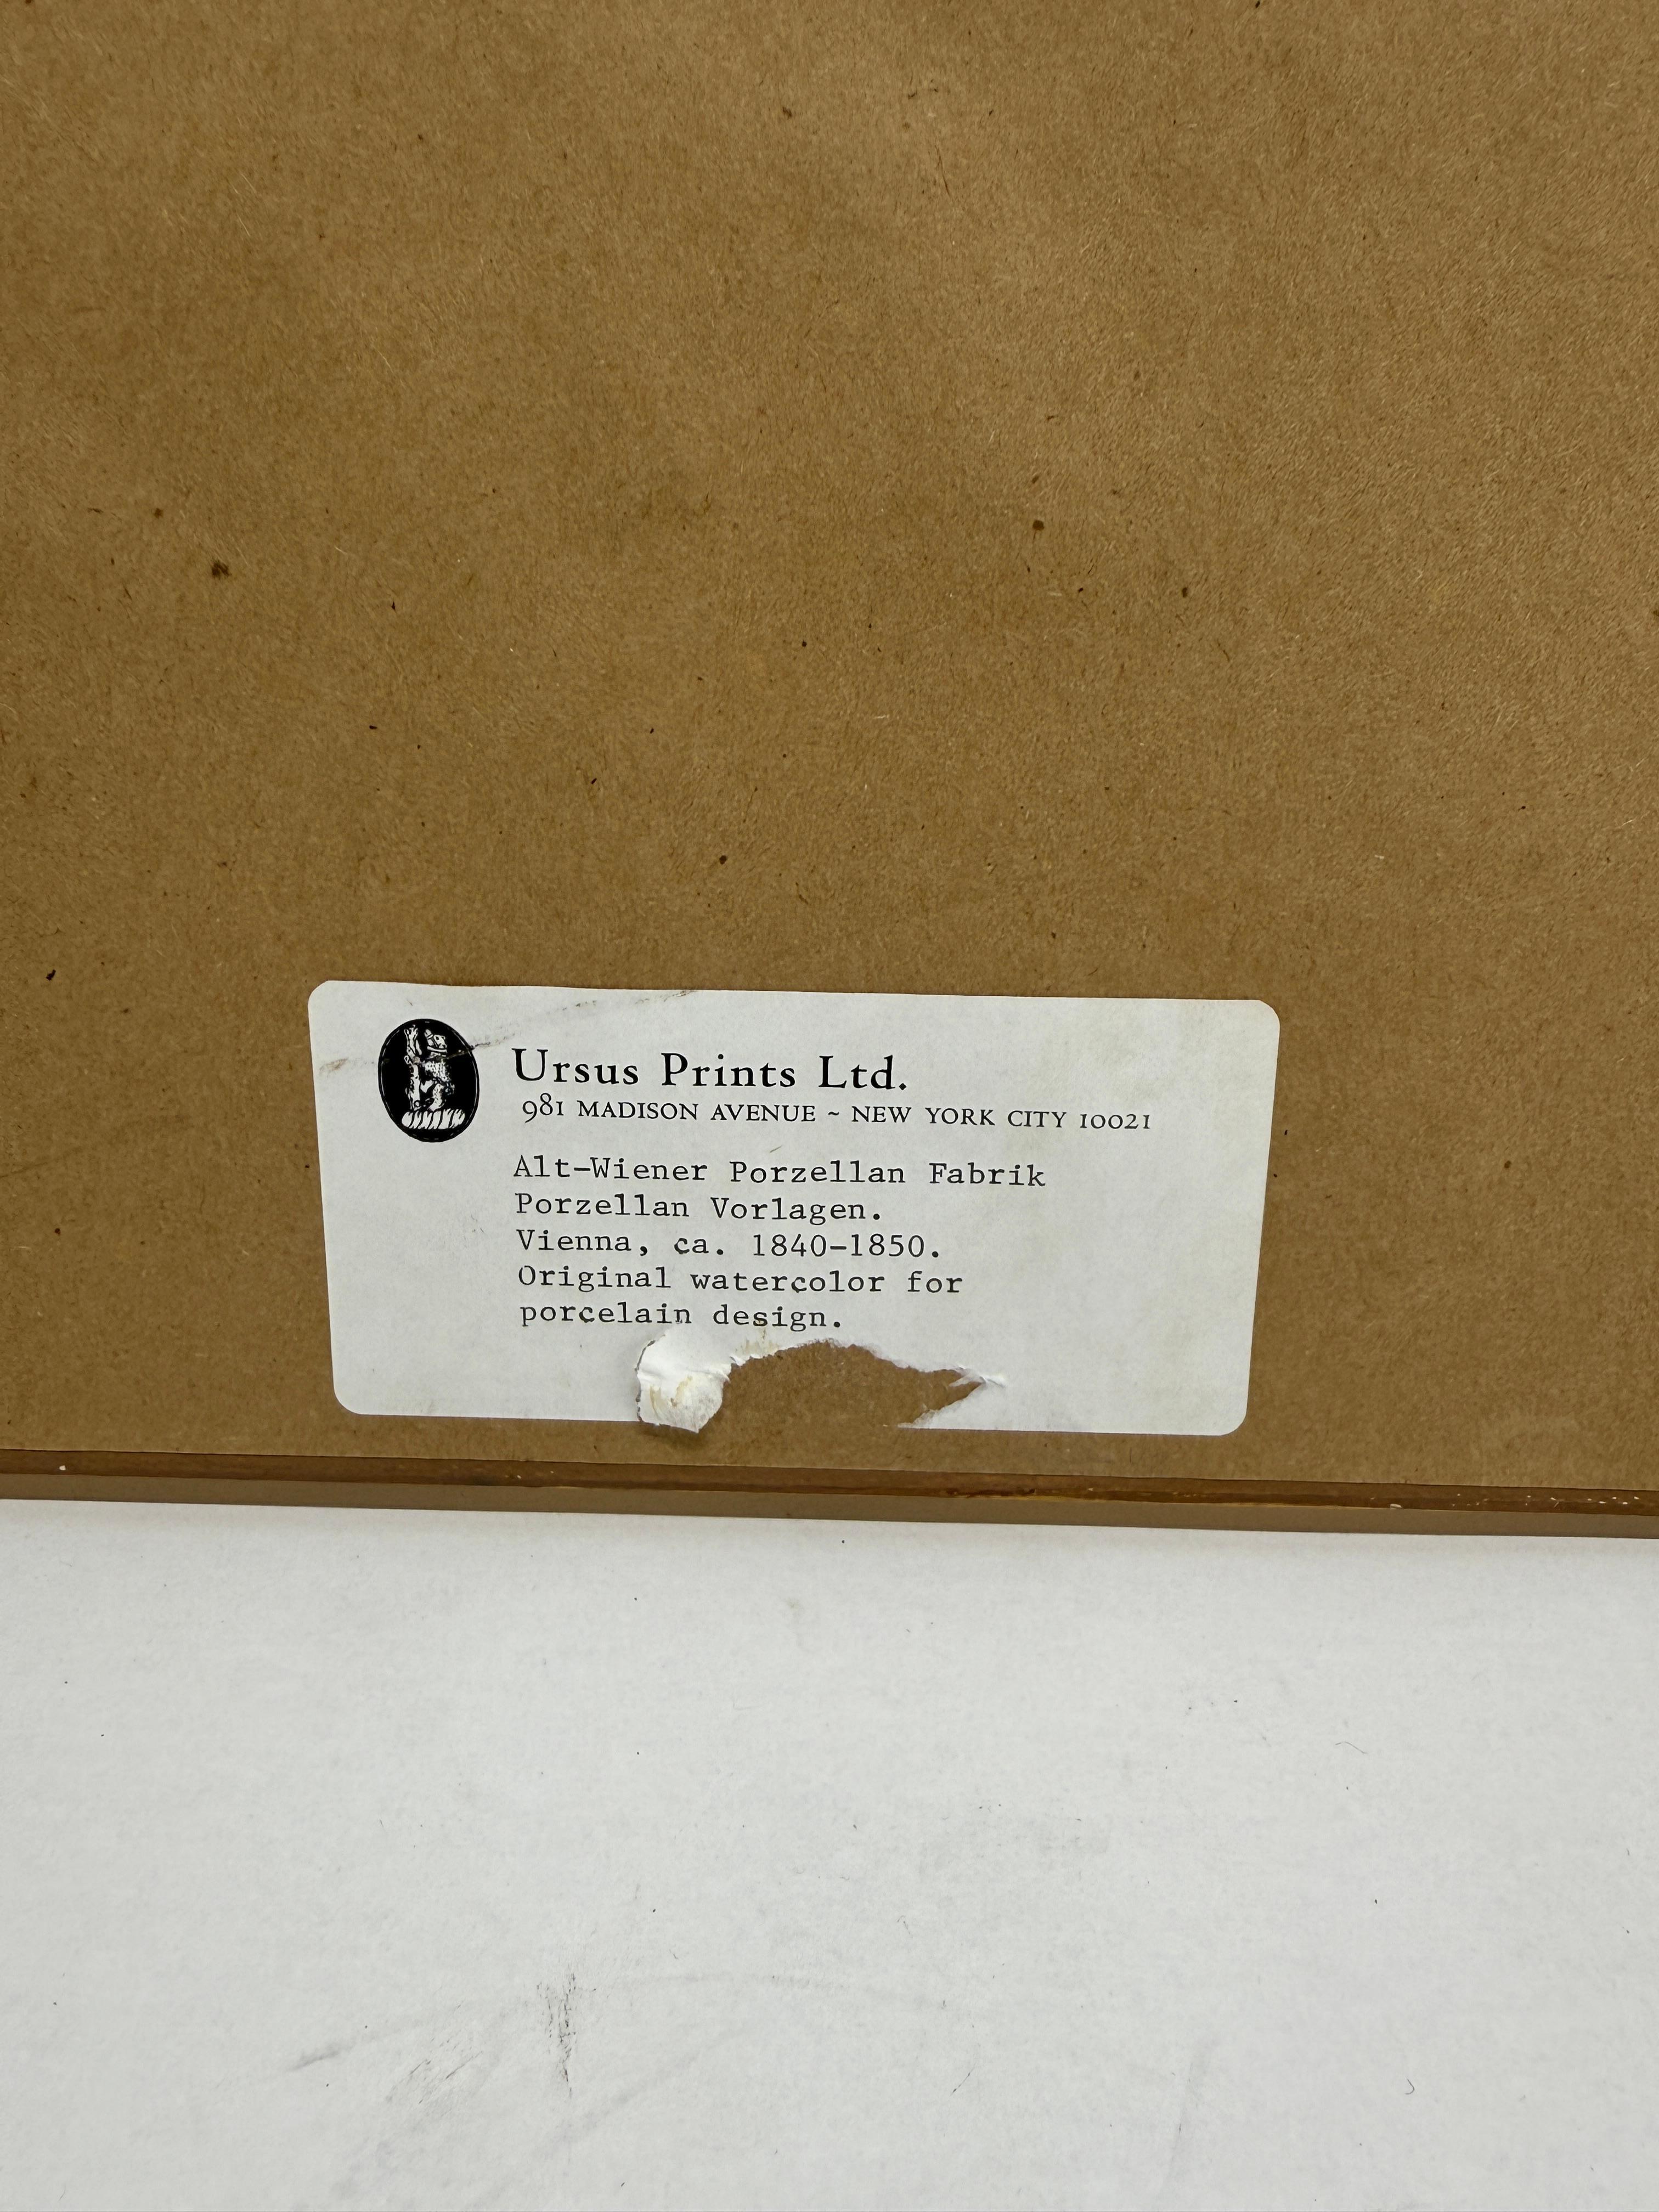 Ursus Prints Ltd.
981 MADISON AVENUE ~ NEW YORK CITY 10021
Alt-Wiener Porzellan Fabrik
Porzellan Vorlagen.
Vienna, ca. 1840-1850.
Original watercolor for
porcelain design.